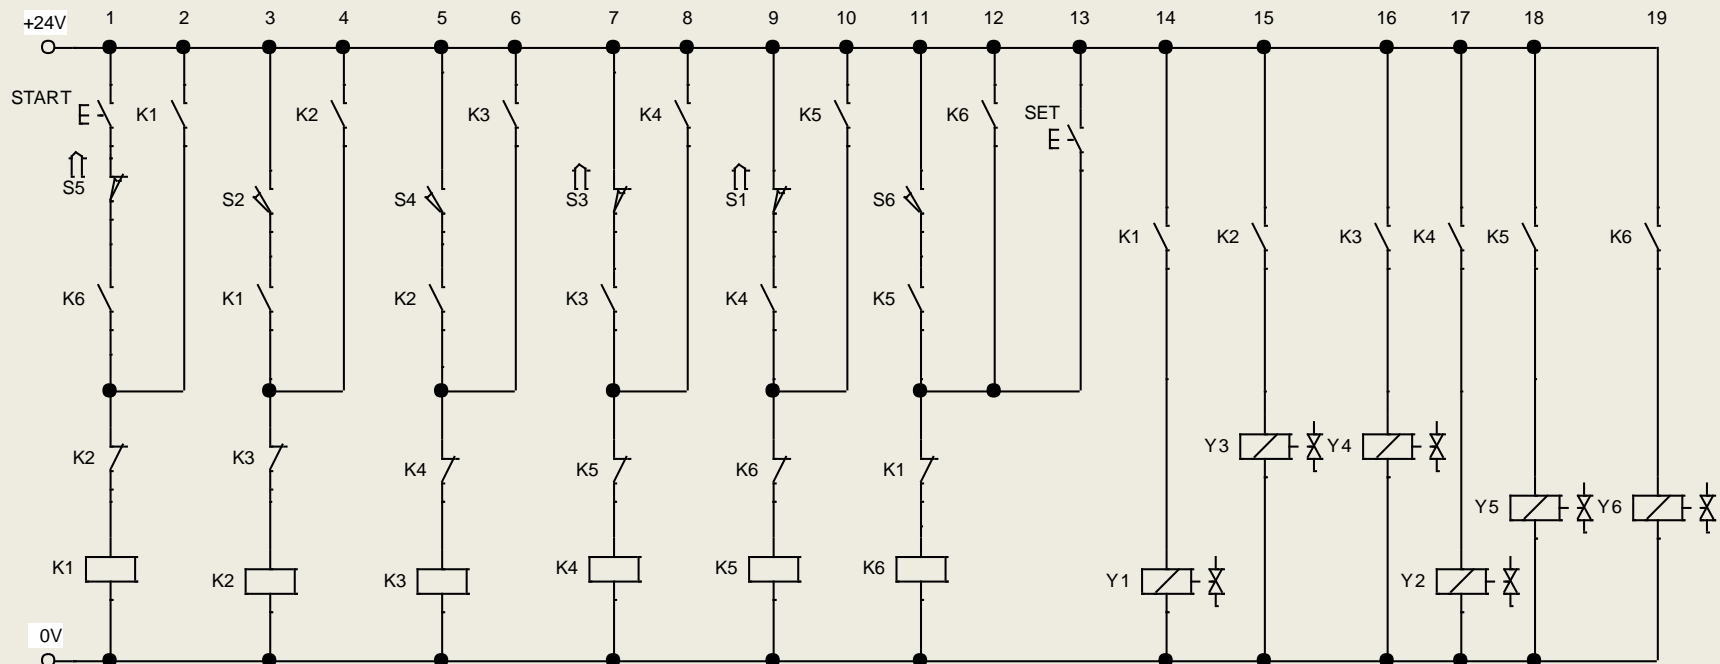 +24V 1 2 3 4 5 6 7 8 9 10 11 12 13 14 15 16 17 18 19
START K1 K2 K3 K4 K5 K6 SET
S5 S2 S4 S3 S1 S6
K1 K2 K3 K4 K5 K6
K6 K1 K2 K3 K4 K5
K2 K3 K4 K5 K6 K1
Y3 Y4
Y5 Y6
K1 K2 K3 K4 K5 K6 Y1 Y2
0V